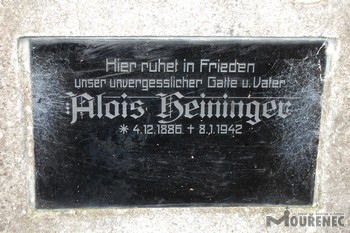 Hier ruhet in Frieden
unser unvergesslicher Gatte u. Vater
Alois Heininger
* 4.12.1886 + 8.1.1942
MOURENEC